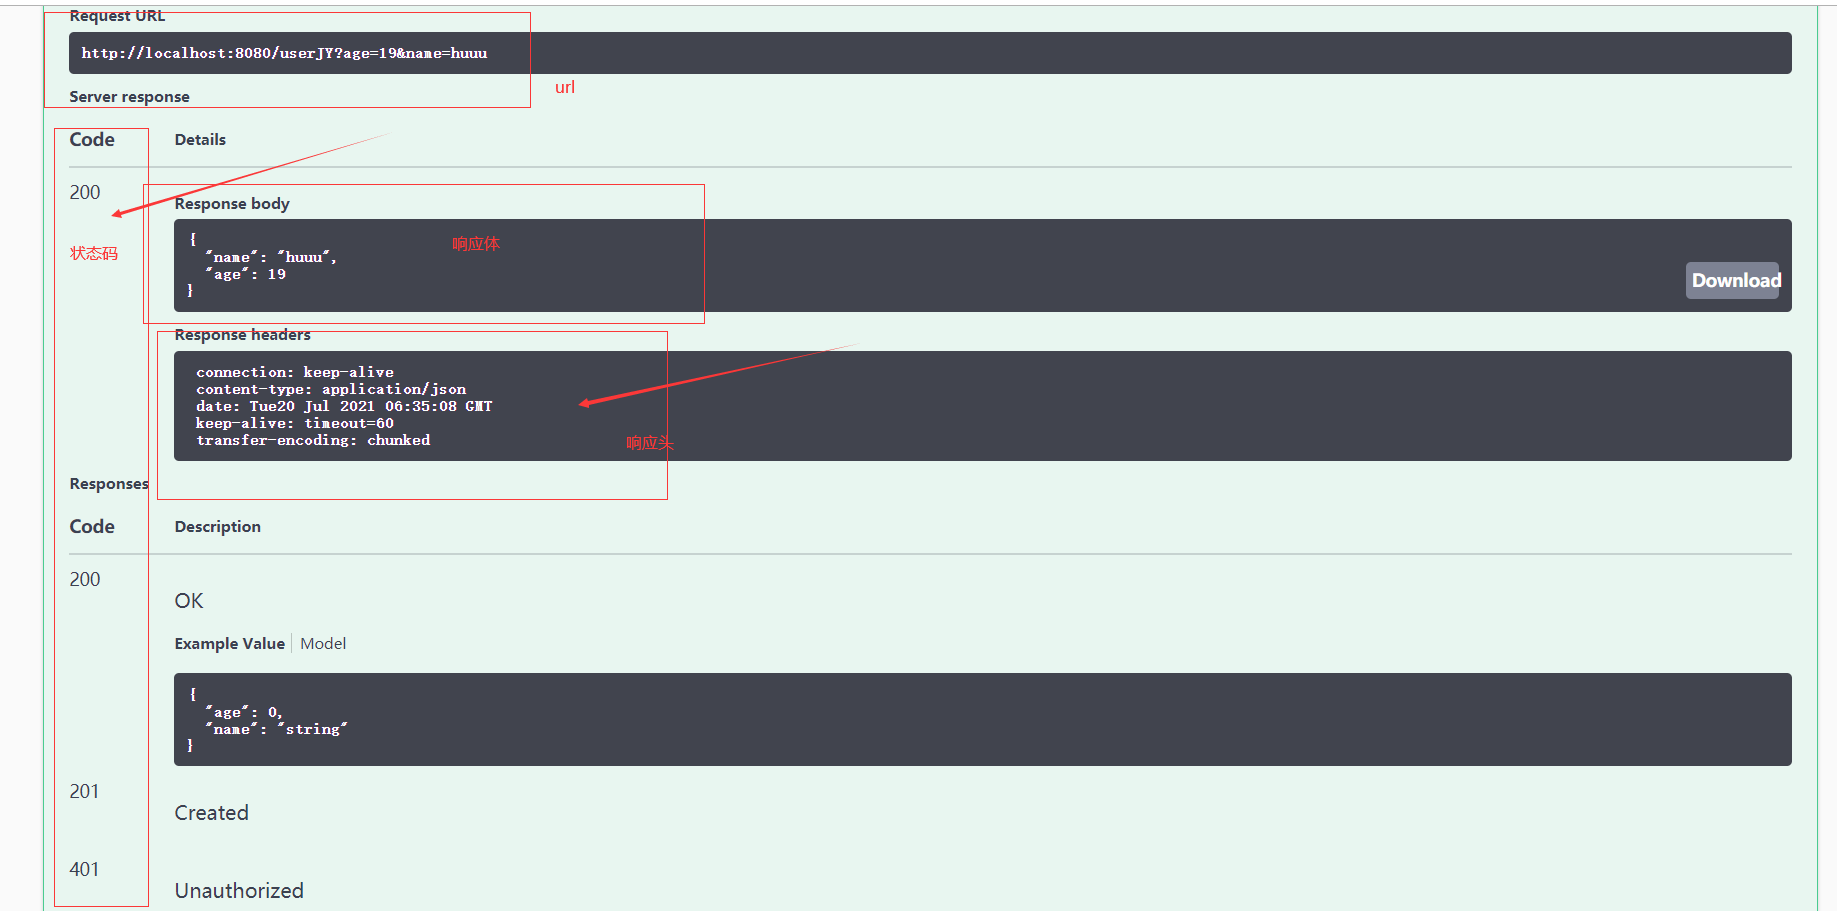 Request URL
http://localhost:8080/userJY?age=19&name=huuu
url
Server response
Code Details
200
Response body
{
"name": "huuu",
"age": 19
}
响应体
状态码
Download
Response headers
connection: keep-alive
content-type: application/json
date: Tue20 Jul 2021 06:35:08 GMT
keep-alive: timeout=60
transfer-encoding: chunked
响应头
Responses
Code Description
200
OK
Example Value Model
{
"age": 0,
"name": "string"
}
201
Created
401
Unauthorized